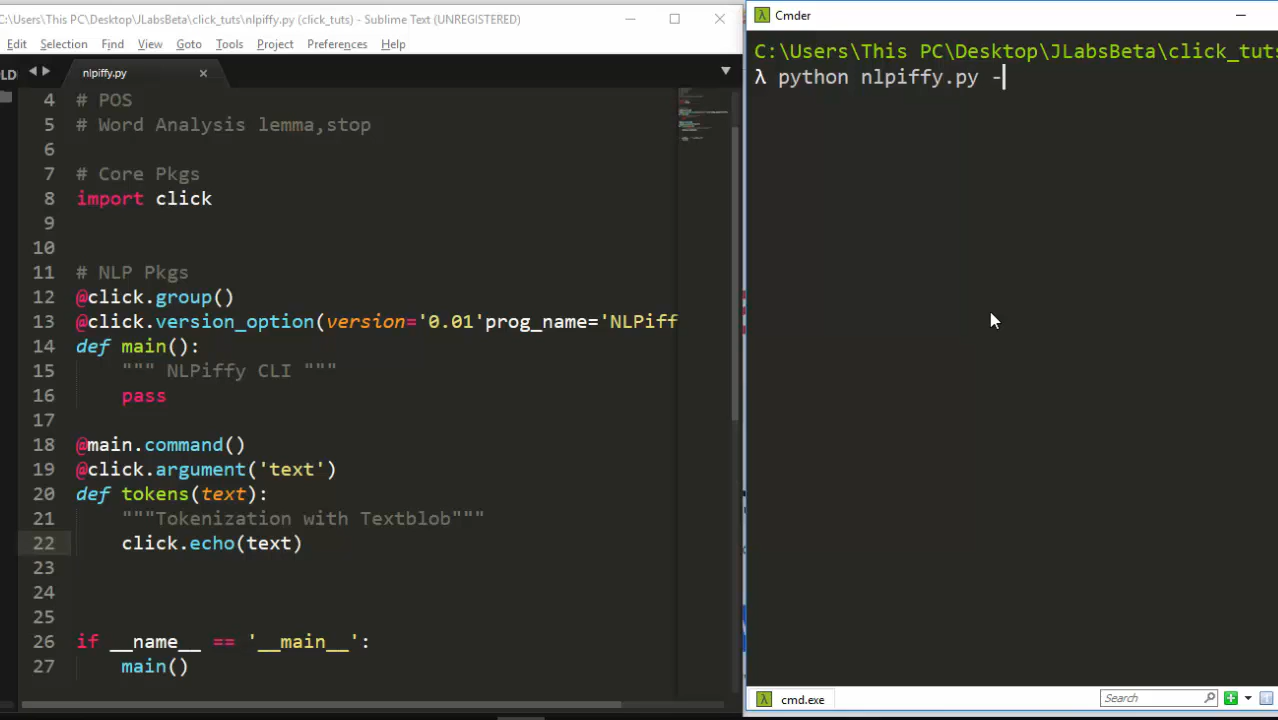 C:\Users\This PC\Desktop\JLabsBeta\click_tuts\nlpiffy.py (click_tuts) - Sublime Text (UNREGISTERED)
Edit Selection Find View Goto Tools Project Preferences Help
nlpiffy.py
4 # POS
5 # Word Analysis lemma,stop
6
7 # Core Pkgs
8 import click
9
10
11 # NLP Pkgs
12 @click.group()
13 @click.version_option(version='0.01'prog_name='NLPiff
14 def main():
15 """ NLPiffy CLI """
16 pass
17
18 @main.command()
19 @click.argument('text')
20 def tokens(text):
21 """Tokenization with Textblob"""
22 click.echo(text)
23
24
25
26 if __name__ == '__main__':
27 main()
Cmder
C:\Users\This PC\Desktop\JLabsBeta\click_tuts
λ python nlpiffy.py -
cmd.exe
Search